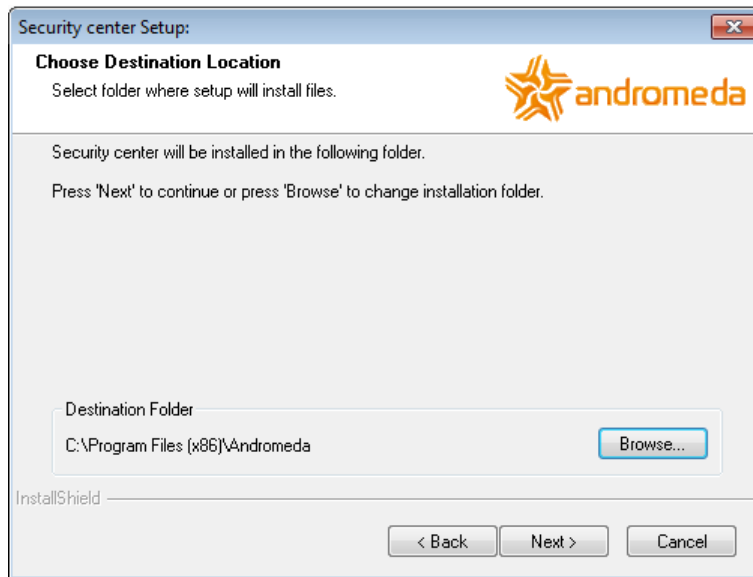 Security center Setup:
Choose Destination Location
Select folder where setup will install files.
andromeda
Security center will be installed in the following folder.
Press 'Next' to continue or press 'Browse' to change installation folder.
Destination Folder
C:\Program Files (x86)\Andromeda
Browse...
InstallShield
< Back
Next >
Cancel